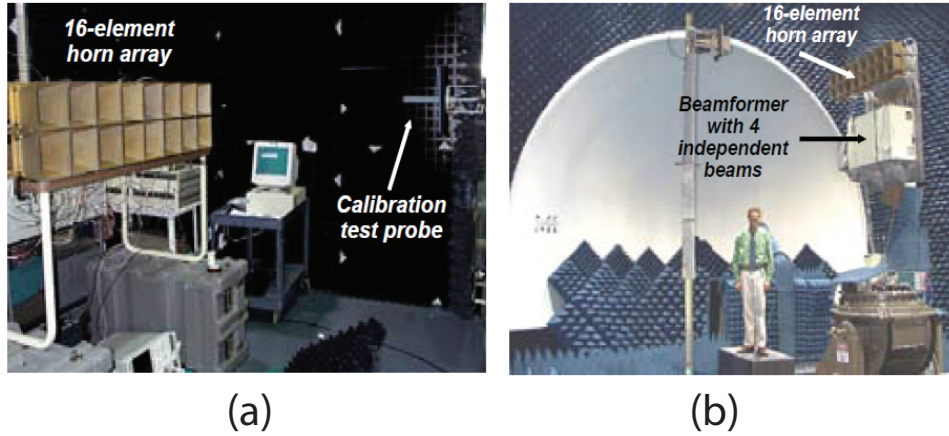 16-element
horn array
Calibration
test probe
(a)
16-element
horn array
Beamformer
with 4
independent
beams
(b)